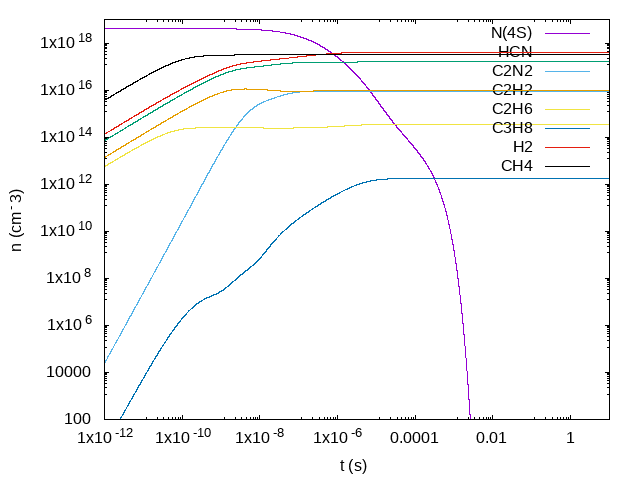 1x10 18
1x10 16
1x10 14
1x10 12
1x10 10
1x10 8
1x10 6
10000
100
1x10 -12
1x10 -10
1x10 -8
1x10 -6
0.0001
0.01
1
n (cm-3)
t (s)
N(4S)
HCN
C2N2
C2H2
C2H6
C3H8
H2
CH4